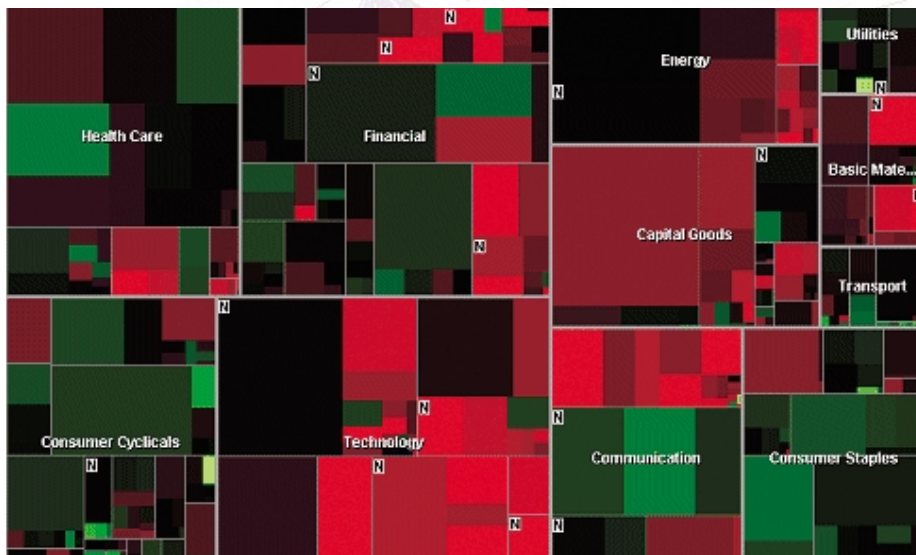 N
N
N
N
N
Utilities
Energy
N
N
Health Care
Financial
N
N
Basic Mate...
N
Capital Goods
N
Transport
N
N
N
Consumer Cyclicals
Technology
Communication
Consumer Staples
N
N
N
N